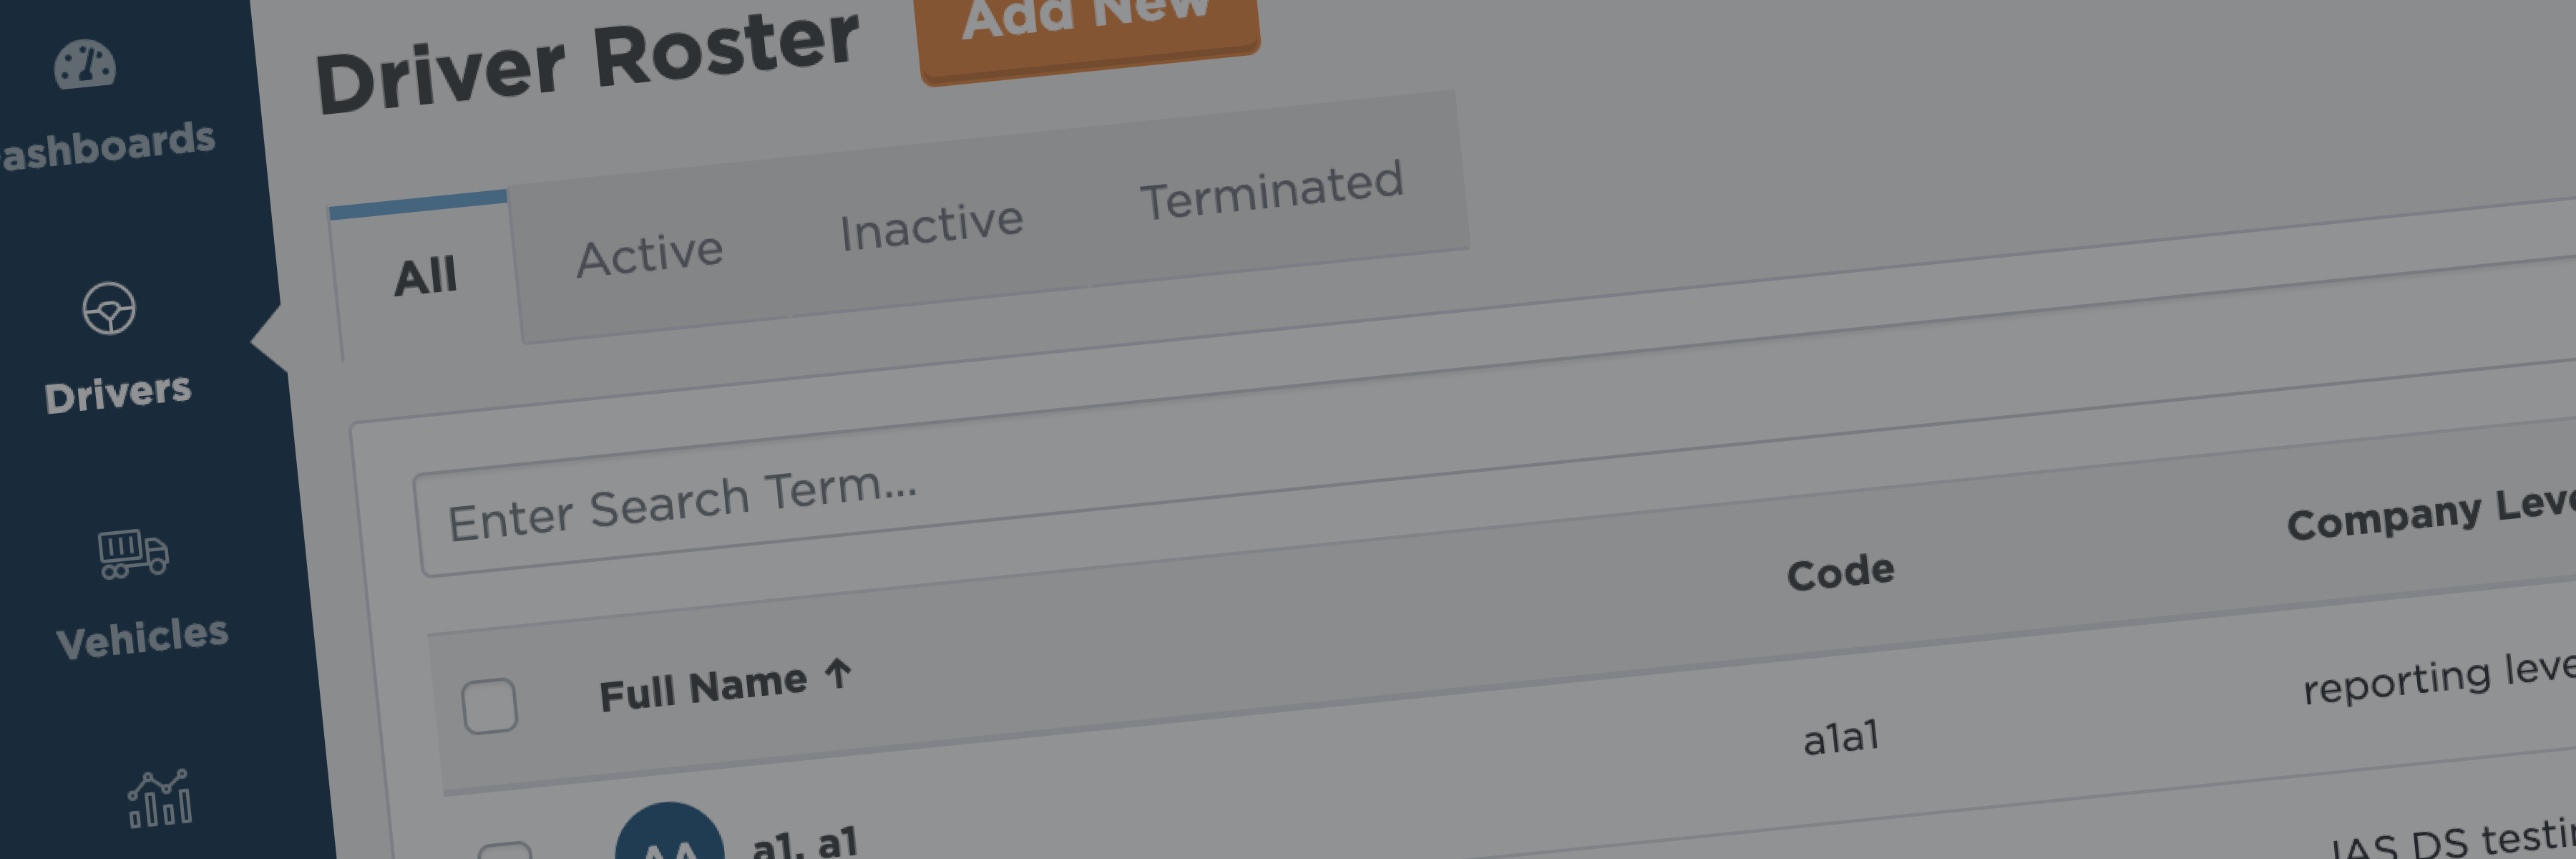 Driver Roster
Add New
ashboards
Drivers
Vehicles
All
Active
Inactive
Terminated
Enter Search Term...
Full Name ↑
Code
Company Leve
a1a1
reporting leve
AA
a1, a1
IAS DS testin